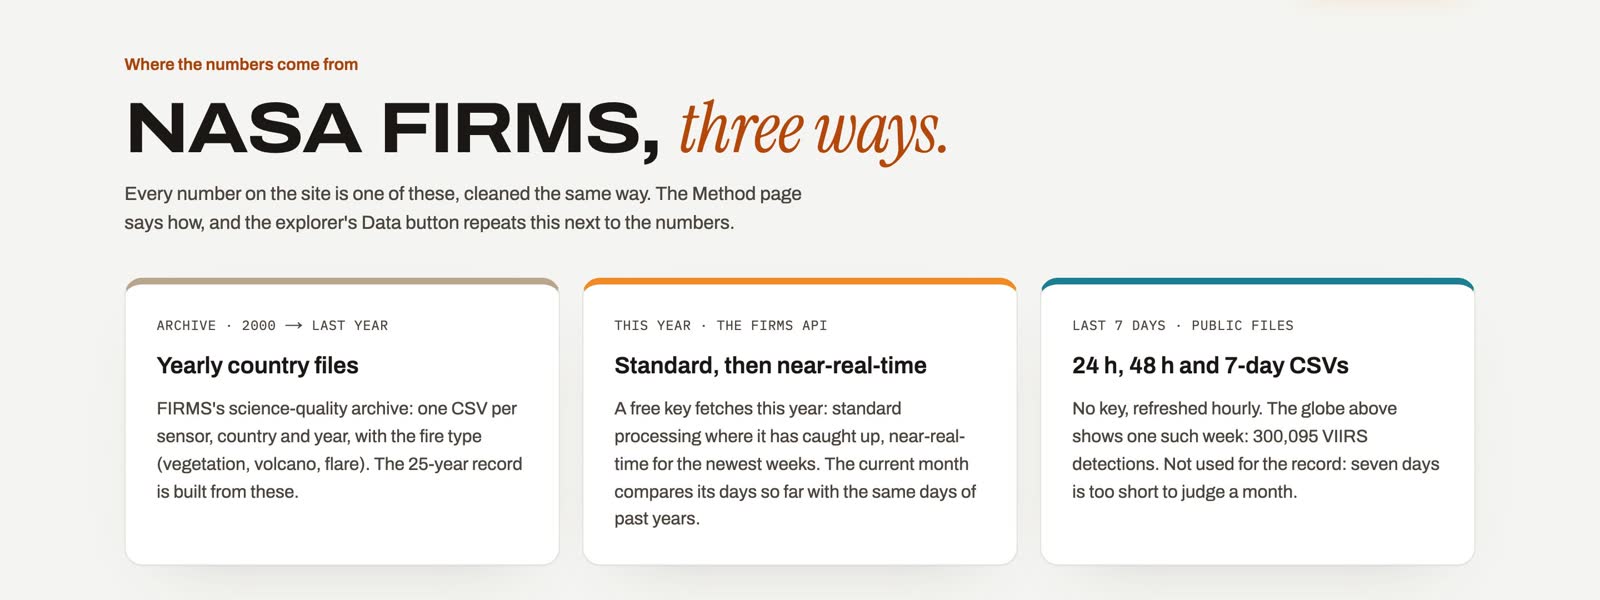 Where the numbers come from
NASA FIRMS, three ways.
Every number on the site is one of these, cleaned the same way. The Method page
says how, and the explorer's Data button repeats this next to the numbers.
ARCHIVE · 2000 → LAST YEAR
Yearly country files
FIRMS's science-quality archive: one CSV per
sensor, country and year, with the fire type
(vegetation, volcano, flare). The 25-year record
is built from these.
THIS YEAR · THE FIRMS API
Standard, then near-real-time
A free key fetches this year: standard
processing where it has caught up, near-real-
time for the newest weeks. The current month
compares its days so far with the same days of
past years.
LAST 7 DAYS · PUBLIC FILES
24 h, 48 h and 7-day CSVs
No key, refreshed hourly. The globe above
shows one such week: 300,095 VIIRS
detections. Not used for the record: seven days
is too short to judge a month.